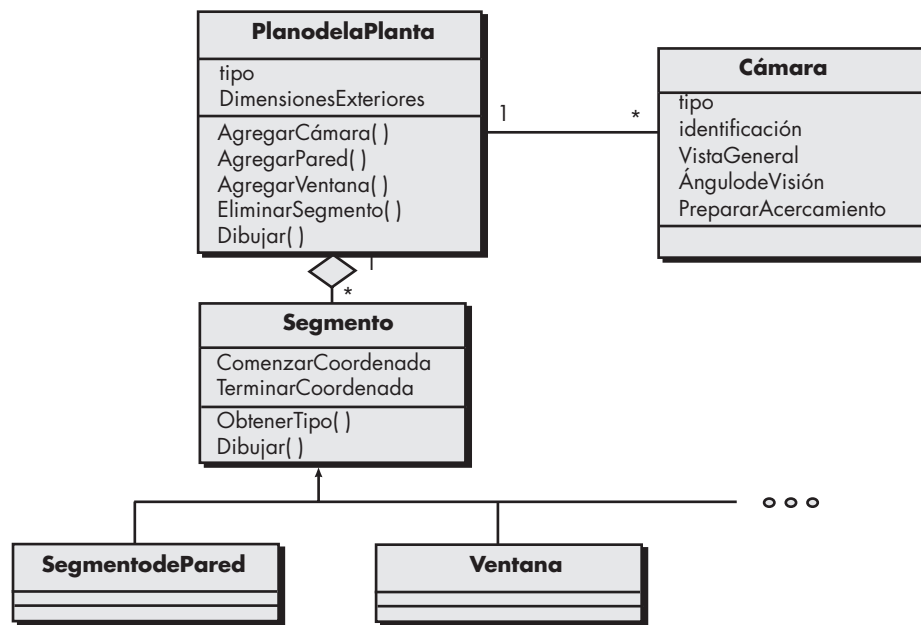 PlanodelaPlanta
tipo
DimensionesExteriores
AgregarCámara( )
AgregarPared( )
AgregarVentana( )
EliminarSegmento( )
Dibujar( )
1
*
Cámara
tipo
identificación
VistaGeneral
ÁngulodeVisión
PrepararAcercamiento
1
*
Segmento
ComenzarCoordenada
TerminarCoordenada
ObtenerTipo( )
Dibujar( )
SegmentodePared
Ventana